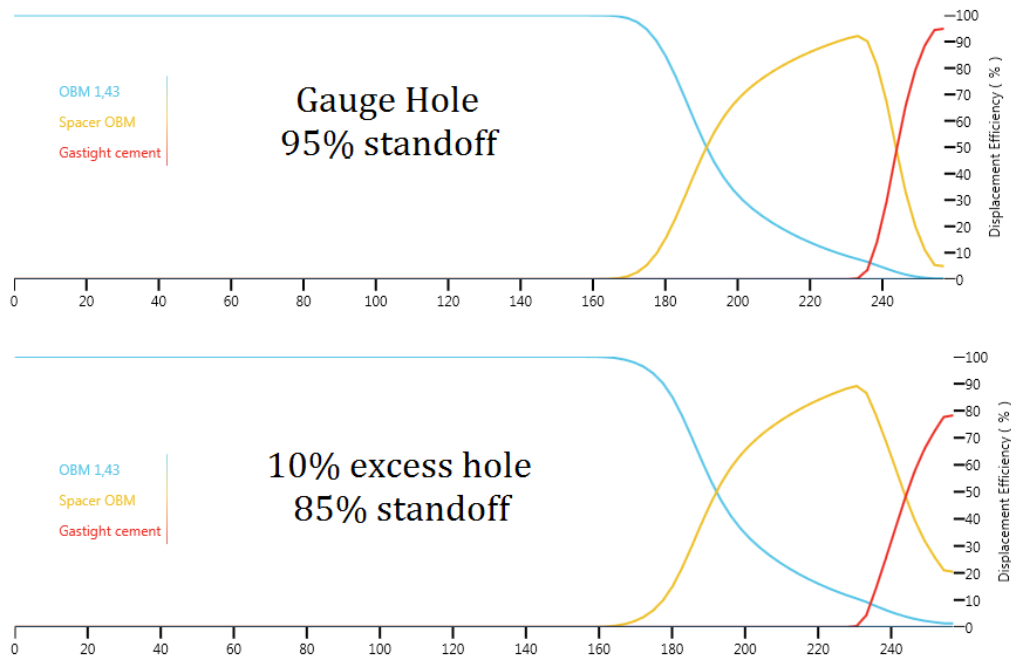 100
90
80
70
60
50
40
30
20
10
0
Displacement Efficiency ( % )
OBM 1,43
Spacer OBM
Gastight cement
Gauge Hole
95% standoff
0 20 40 60 80 100 120 140 160 180 200 220 240
100
90
80
70
60
50
40
30
20
10
0
Displacement Efficiency ( % )
OBM 1,43
Spacer OBM
Gastight cement
10% excess hole
85% standoff
0 20 40 60 80 100 120 140 160 180 200 220 240